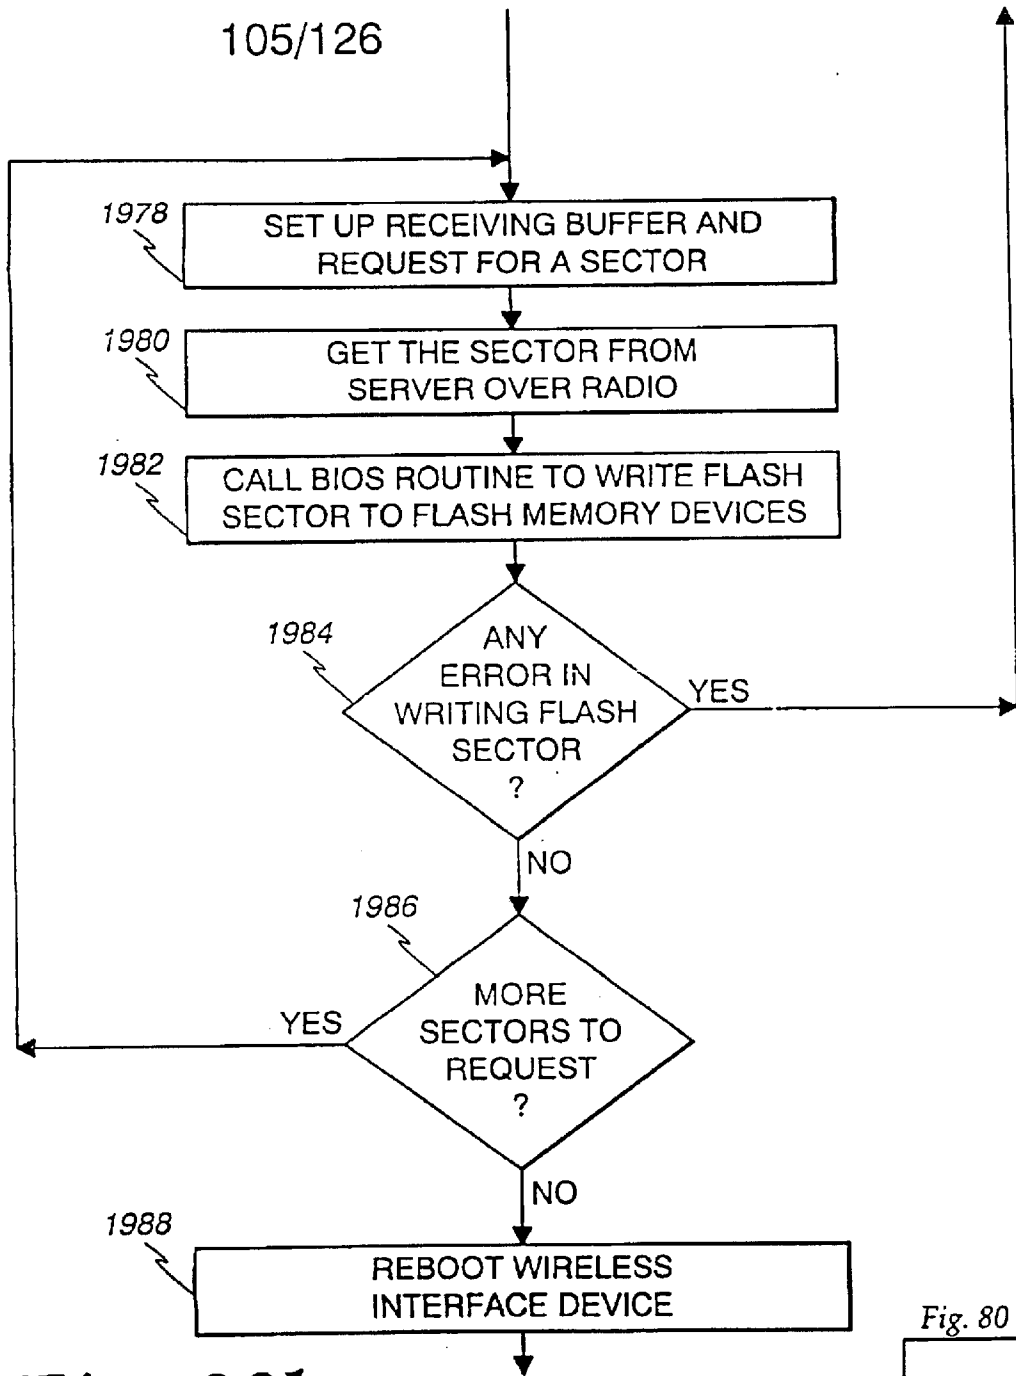 105/126
1978
SET UP RECEIVING BUFFER AND
REQUEST FOR A SECTOR
1980
GET THE SECTOR FROM
SERVER OVER RADIO
1982
CALL BIOS ROUTINE TO WRITE FLASH
SECTOR TO FLASH MEMORY DEVICES
1984
ANY
ERROR IN
WRITING FLASH
SECTOR
?
YES
NO
1986
MORE
SECTORS TO
REQUEST
?
YES
NO
1988
REBOOT WIRELESS
INTERFACE DEVICE
Fig. 80